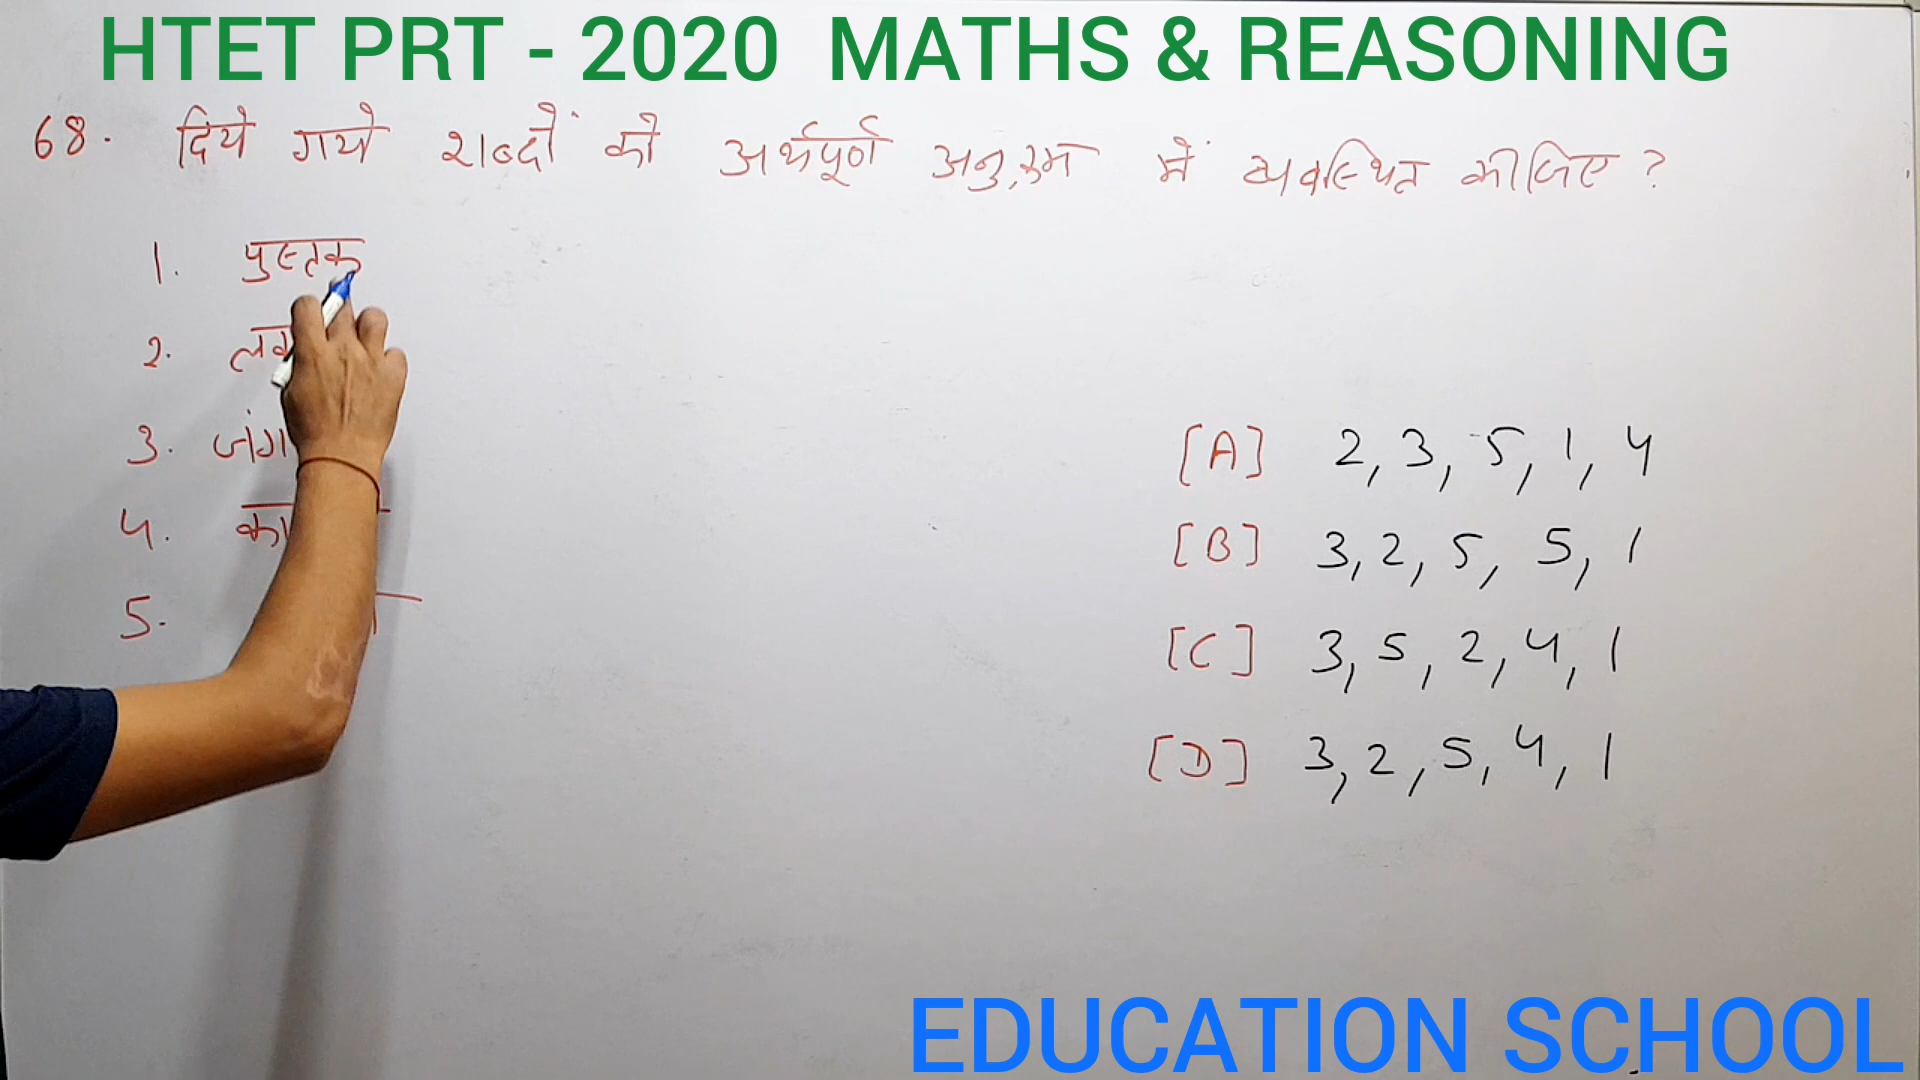 HTET PRT - 2020 MATHS & REASONING
68. दिये गये शब्दों को अर्थपूर्ण अनुक्रम में व्यवस्थित कीजिए ?
1. पुस्तक
2.
3.
4.
5.
[A] 2, 3, 5, 1, 4
[B] 3, 2, 5, 5, 1
[C] 3, 5, 2, 4, 1
[D] 3, 2, 5, 4, 1
EDUCATION SCHOOL